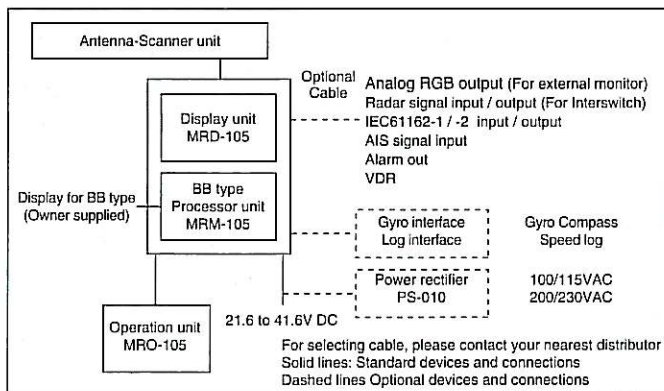 Antenna-Scanner unit
Optional
Cable
Analog RGB output (For external monitor)
Radar signal input / output (For Interswitch)
IEC61162-1 / -2 input / output
AIS signal input
Alarm out
VDR
Display unit
MRD-105
Display for BB type
(Owner supplied)
BB type
Processor unit
MRM-105
Gyro interface
Log interface
Gyro Compass
Speed log
Power rectifier
PS-010
100/115VAC
200/230VAC
Operation unit
MRO-105
21.6 to 41.6V DC
For selecting cable, please contact your nearest distributor
Solid lines: Standard devices and connections
Dashed lines Optional devices and connections